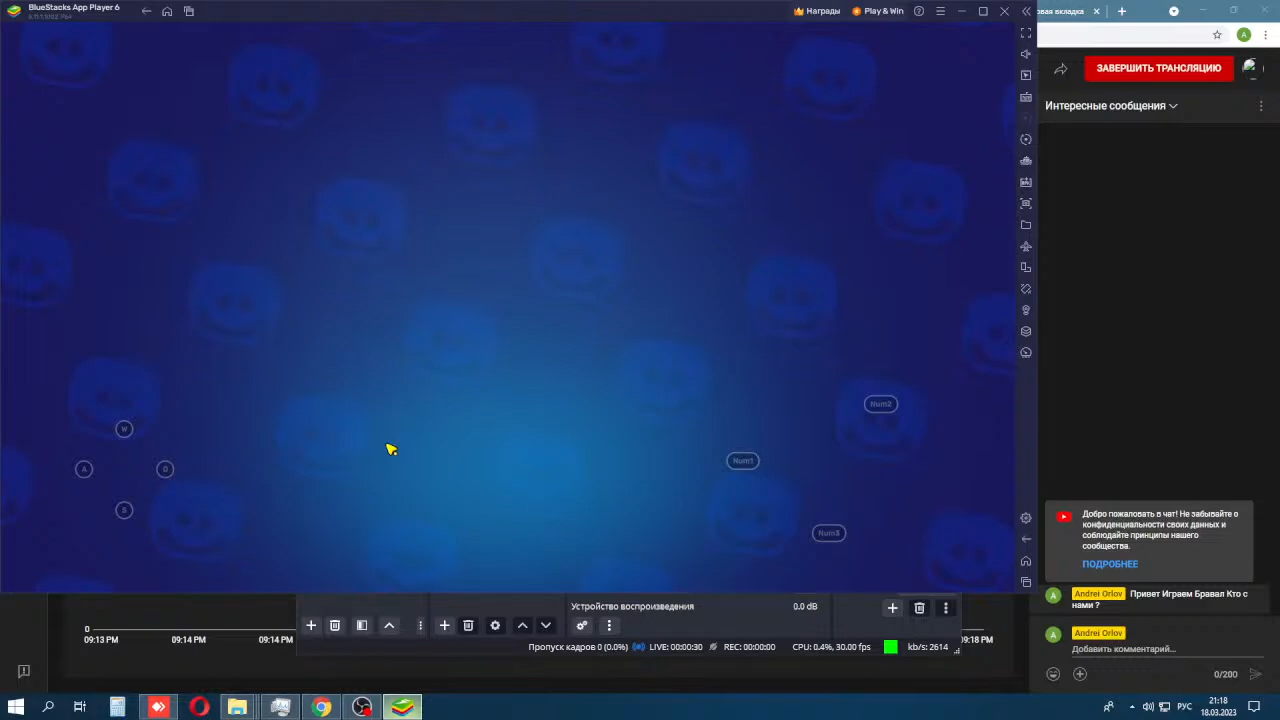 BlueStacks App Player 6
Награды
Play & Win
овая вкладка
A
ЗАВЕРШИТЬ ТРАНСЛЯЦИЮ
Интересные сообщения
W
A
D
S
Num2
Num1
Num3
Добро пожаловать в чат! Не забывайте о
конфиденциальности своих данных и
соблюдайте принципы нашего
сообщества.
ПОДРОБНЕЕ
A
Andrei Orlov Привет Играем Бравал Кто с
нами ?
A
Andrei Orlov
Добавить комментарий...
0/200
Устройство воспроизведения
0.0 dB
0
09:13 PM
09:14 PM
09:14 PM
09:18 PM
Пропуск кадров 0 (0.0%)
LIVE: 00:00:30
REC: 00:00:00
CPU: 0.4%, 30.00 fps
kb/s: 2614
РУС
21:18
18.03.2023